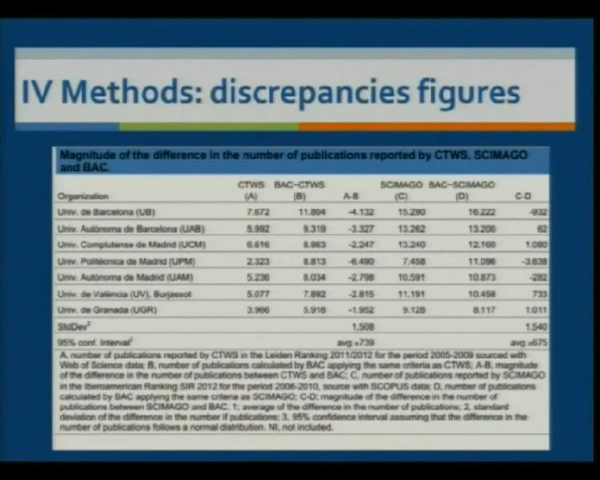 IV Methods: discrepancies figures
Magnitude of the difference in the number of publications reported by CTWS, SCIMAGO
and BAC.
CTWS BAC-CTWS SCIMAGO BAC-SCIMAGO
Organization (A) (B) A-B (C) (D) C-D
Univ. de Barcelona (UB) 7.672 11.804 -4.132 15.290 16.222 -932
Univ. Autònoma de Barcelona (UAB) 5.992 9.319 -3.327 13.262 13.200 62
Univ. Complutense de Madrid (UCM) 6.616 8.863 -2.247 13.240 12.160 1.080
Univ. Politécnica de Madrid (UPM) 2.323 8.813 -6.490 7.458 11.096 -3.638
Univ. Autónoma de Madrid (UAM) 5.236 8.034 -2.798 10.591 10.873 -282
Univ. de València (UV), Burjassot 5.077 7.892 -2.815 11.191 10.458 733
Univ. de Granada (UGR) 3.966 5.918 -1.952 9.128 8.117 1.011
StdDev² 1,508 1,540
95% conf. Interval³ avg ±739 avg ±675
A, number of publications reported by CTWS in the Leiden Ranking 2011/2012 for the period 2005-2009 sourced with
Web of Science data; B, number of publications calculated by BAC applying the same criteria as CTWS; A-B, magnitude
of the difference in the number of publications between CTWS and BAC; C, number of publications reported by SCIMAGO
in the Iberoamerican Ranking SIR 2012 for the period 2006-2010, source with SCOPUS data; D, number of publications
calculated by BAC applying the same criteria as SCIMAGO; C-D; magnitude of the difference in the number of
publications between SCIMAGO and BAC. 1; average of the difference in the number of publications; 2, standard
deviation of the difference in the number if publications; 3, 95% confidence interval assuming that the difference in the
number of publications follows a normal distribution. NI, not included.